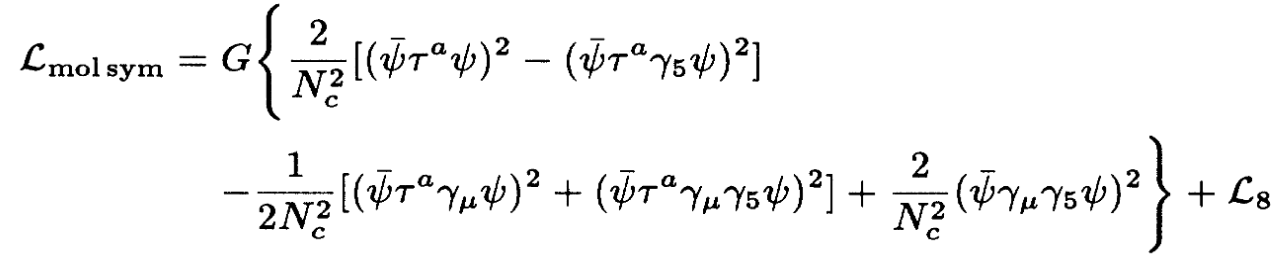 $\mathcal{L}_{\text{mol sym}} = G \Bigg\{ \frac{2}{N_c^2} [(\bar{\psi} \tau^a \psi)^2 - (\bar{\psi} \tau^a \gamma_5 \psi)^2]$
$- \frac{1}{2N_c^2} [(\bar{\psi} \tau^a \gamma_\mu \psi)^2 + (\bar{\psi} \tau^a \gamma_\mu \gamma_5 \psi)^2] + \frac{2}{N_c^2} (\bar{\psi} \gamma_\mu \gamma_5 \psi)^2 \Bigg\} + \mathcal{L}_8$